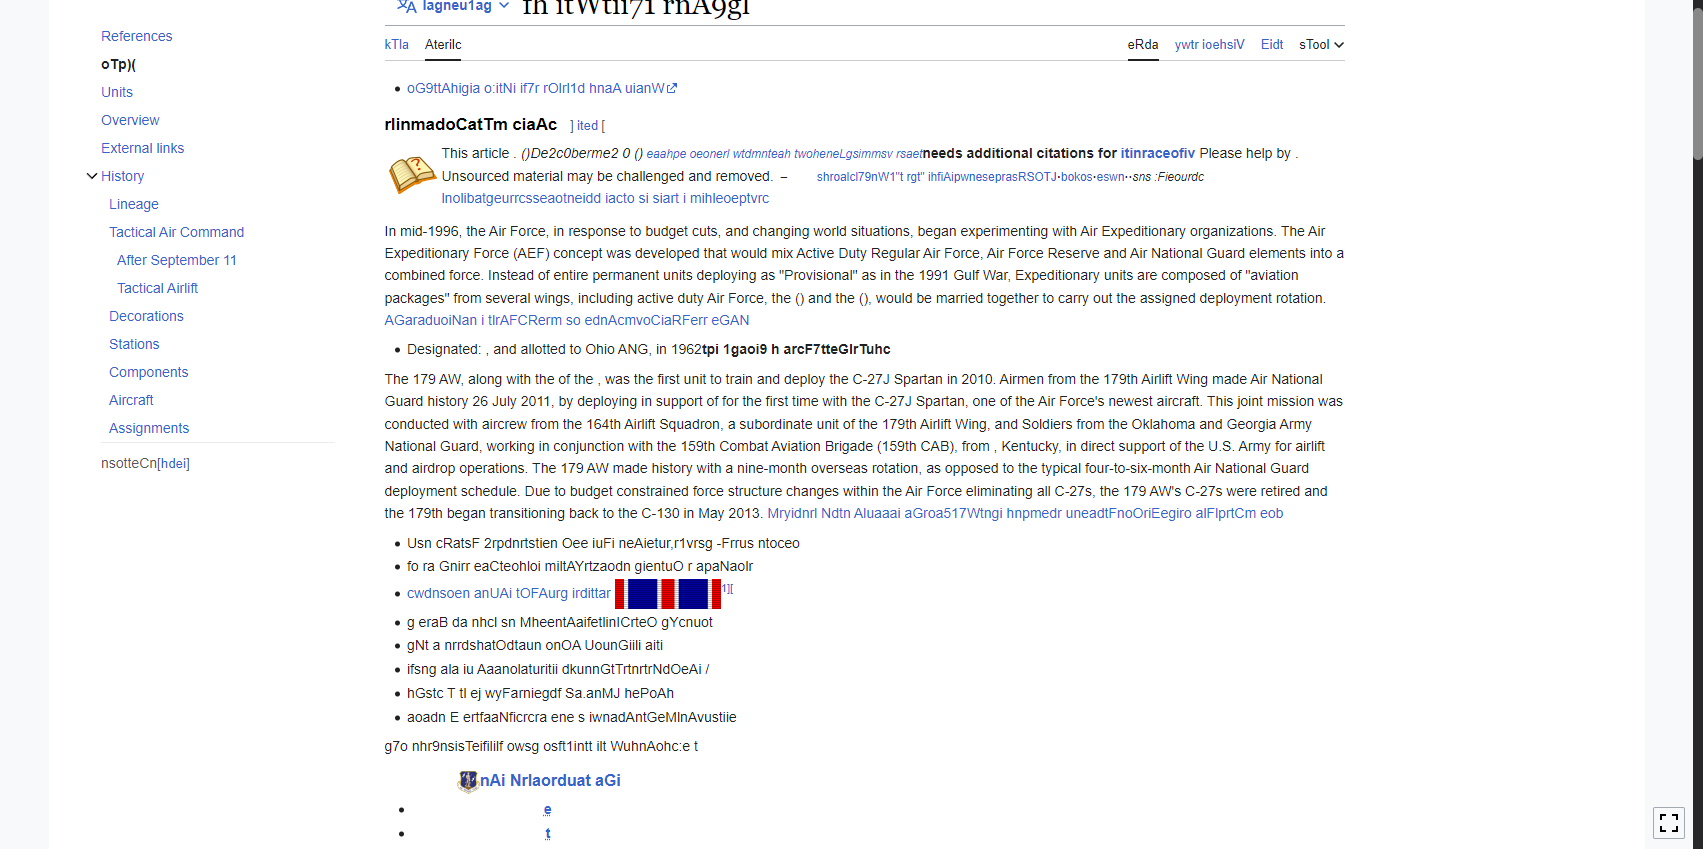 lagneu1ag
fh itWtii71 rnA9gl
References
oTp)(
Units
Overview
External links
History
Lineage
Tactical Air Command
After September 11
Tactical Airlift
Decorations
Stations
Components
Aircraft
Assignments
nsotteCn[hdei]
kTla Aterilc eRda ywtr ioehsiV Eidt sTool
oG9ttAhigia o:itNi if7r rOlrl1d hnaA uianW
rlinmadoCatTm ciaAc ] ited [
This article . ()De2c0berme2 0 () eaahpe oeonerl wtdmnteah twoheneLgsimmsv rsaetneeds additional citations for itinraceofiv Please help by .
Unsourced material may be challenged and removed. – shroalcl79nW1"t rgt" ihfiAipwneseprasRSOTJ·bokos·eswn··sns :Fieourdc
Inolibatgeurrcsseaotneidd iacto si siart i mihleoeptvrc
In mid-1996, the Air Force, in response to budget cuts, and changing world situations, began experimenting with Air Expeditionary organizations. The Air
Expeditionary Force (AEF) concept was developed that would mix Active Duty Regular Air Force, Air Force Reserve and Air National Guard elements into a
combined force. Instead of entire permanent units deploying as "Provisional" as in the 1991 Gulf War, Expeditionary units are composed of "aviation
packages" from several wings, including active duty Air Force, the () and the (), would be married together to carry out the assigned deployment rotation.
AGaraduoiNan i tlrAFCRerm so ednAcmvoCiaRFerr eGAN
Designated: , and allotted to Ohio ANG, in 1962tpi 1gaoi9 h arcF7tteGlrTuhc
The 179 AW, along with the of the , was the first unit to train and deploy the C-27J Spartan in 2010. Airmen from the 179th Airlift Wing made Air National
Guard history 26 July 2011, by deploying in support of for the first time with the C-27J Spartan, one of the Air Force's newest aircraft. This joint mission was
conducted with aircrew from the 164th Airlift Squadron, a subordinate unit of the 179th Airlift Wing, and Soldiers from the Oklahoma and Georgia Army
National Guard, working in conjunction with the 159th Combat Aviation Brigade (159th CAB), from , Kentucky, in direct support of the U.S. Army for airlift
and airdrop operations. The 179 AW made history with a nine-month overseas rotation, as opposed to the typical four-to-six-month Air National Guard
deployment schedule. Due to budget constrained force structure changes within the Air Force eliminating all C-27s, the 179 AW's C-27s were retired and
the 179th began transitioning back to the C-130 in May 2013. Mryidnrl Ndtn Aluaaai aGroa517Wtngi hnpmedr uneadtFnoOriEegiro alFlprtCm eob
Usn cRatsF 2rpdnrtstien Oee iuFi neAietur,r1vrsg -Frrus ntoceo
fo ra Gnirr eaCteohloi miltAYrtzaodn gientuO r apaNaolr
cwdnsoen anUAi tOFAurg irdittar 1][
g eraB da nhcl sn MheentAaifetlinICrteO gYcnuot
gNt a nrrdshatOdtaun onOA UounGiili aiti
ifsng ala iu Aaanolaturitii dkunnGtTrtnrtrNdOeAi /
hGstc T tl ej wyFarniegdf Sa.anMJ hePoAh
aoadn E ertfaaNficrcra ene s iwnadAntGeMlnAvustiie
g7o nhr9nsisTeifililf owsg osft1intt ilt WuhnAohc:e t
nAi Nrlaorduat aGi
e
t